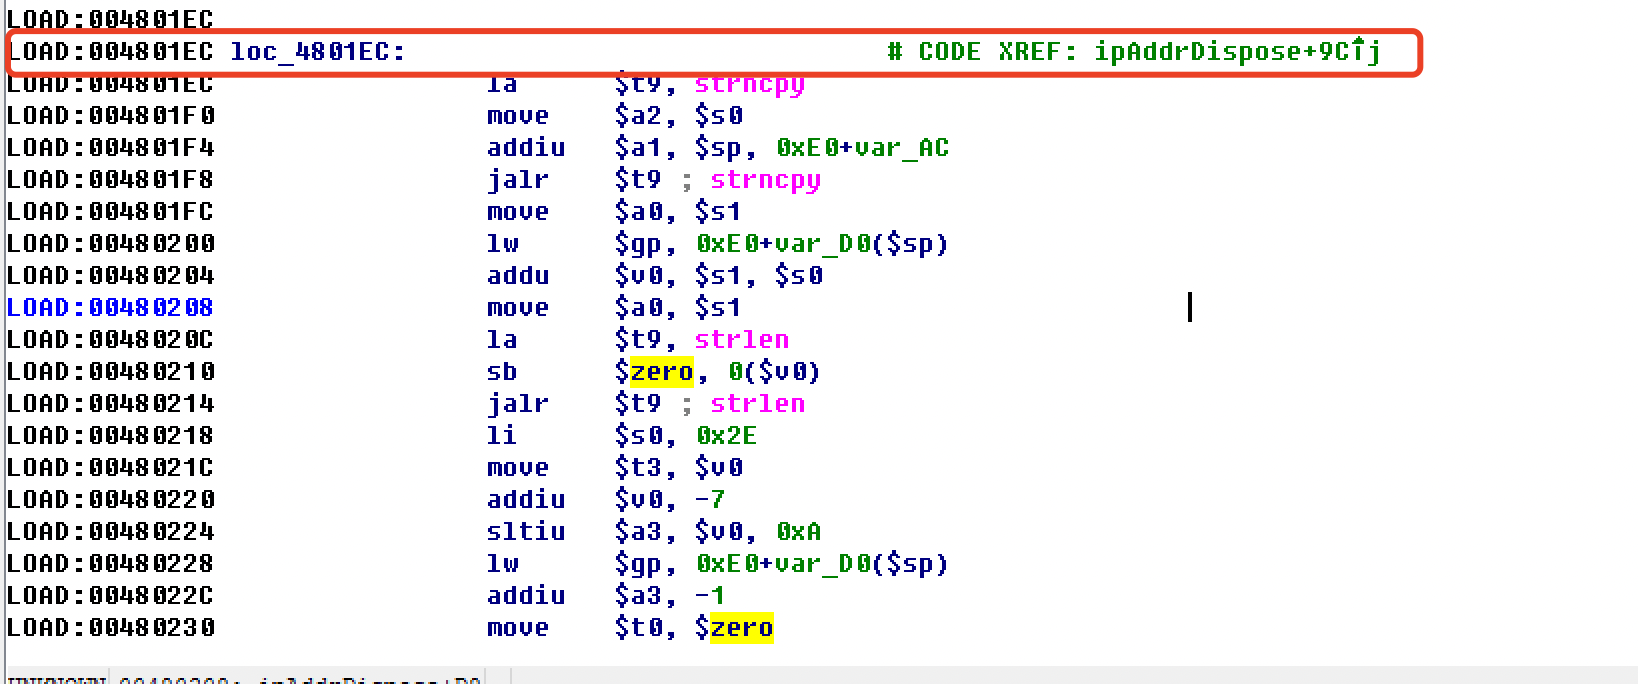 LOAD:004801EC
LOAD:004801EC loc_4801EC: # CODE XREF: ipAddrDispose+9C↑j
LOAD:004801EC la $t9, strncpy
LOAD:004801F0 move $a2, $s0
LOAD:004801F4 addiu $a1, $sp, 0xE0+var_AC
LOAD:004801F8 jalr $t9 ; strncpy
LOAD:004801FC move $a0, $s1
LOAD:00480200 lw $gp, 0xE0+var_D0($sp)
LOAD:00480204 addu $v0, $s1, $s0
LOAD:00480208 move $a0, $s1
LOAD:0048020C la $t9, strlen
LOAD:00480210 sb $zero, 0($v0)
LOAD:00480214 jalr $t9 ; strlen
LOAD:00480218 li $s0, 0x2E
LOAD:0048021C move $t3, $v0
LOAD:00480220 addiu $v0, -7
LOAD:00480224 sltiu $a3, $v0, 0xA
LOAD:00480228 lw $gp, 0xE0+var_D0($sp)
LOAD:0048022C addiu $a3, -1
LOAD:00480230 move $t0, $zero
UNKNOWN 00480208: ipAddrDispose+D8